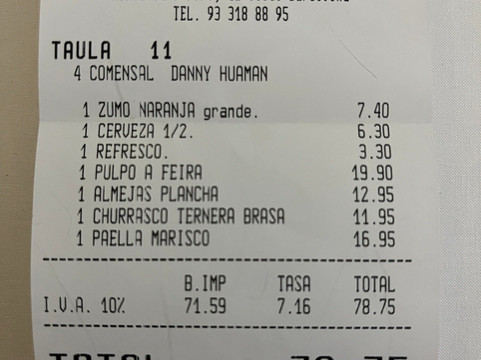 TEL. 93 318 88 95
TAULA 11
4 COMENSAL DANNY HUAMAN
1 ZUMO NARANJA grande. 7.40
1 CERVEZA 1/2. 6.30
1 REFRESCO. 3.30
1 PULPO A FEIRA 19.90
1 ALMEJAS PLANCHA 12.95
1 CHURRASCO TERNERA BRASA 11.95
1 PAELLA MARISCO 16.95
B.IMP TASA TOTAL
I.V.A. 10% 71.59 7.16 78.75
TOTAL 78.75